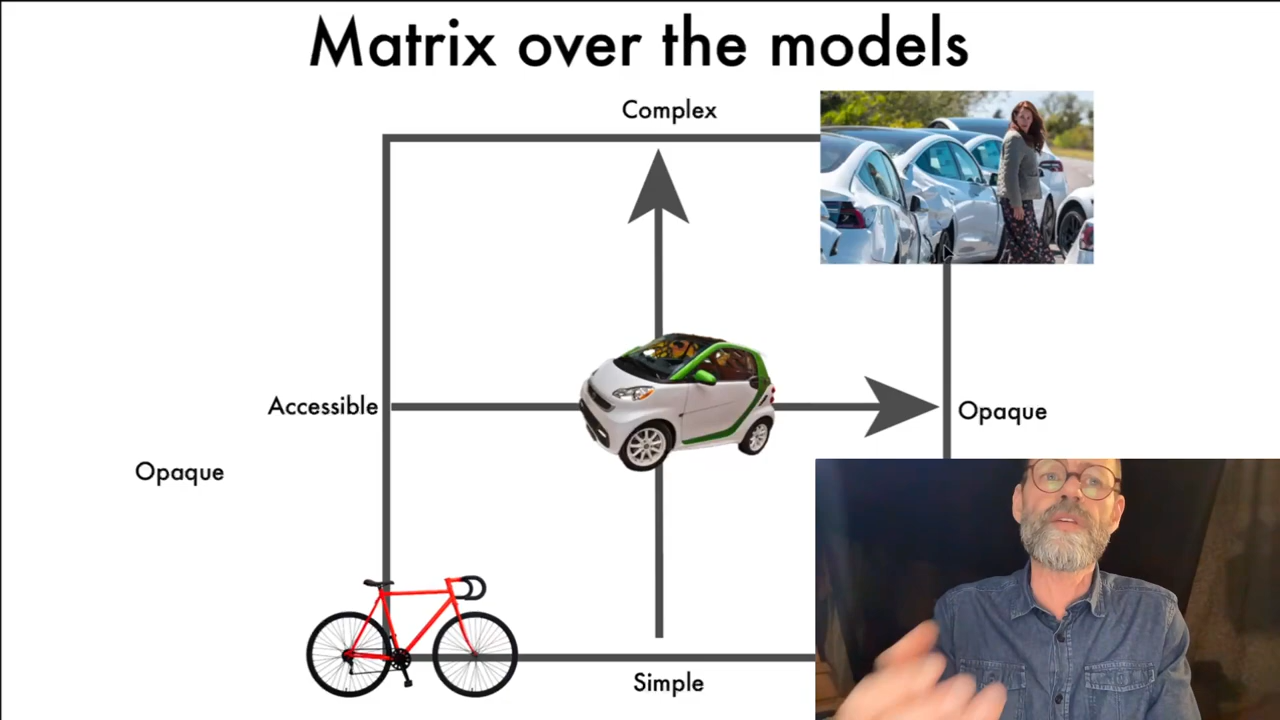 Matrix over the models
Complex
Accessible
Opaque
Opaque
Simple